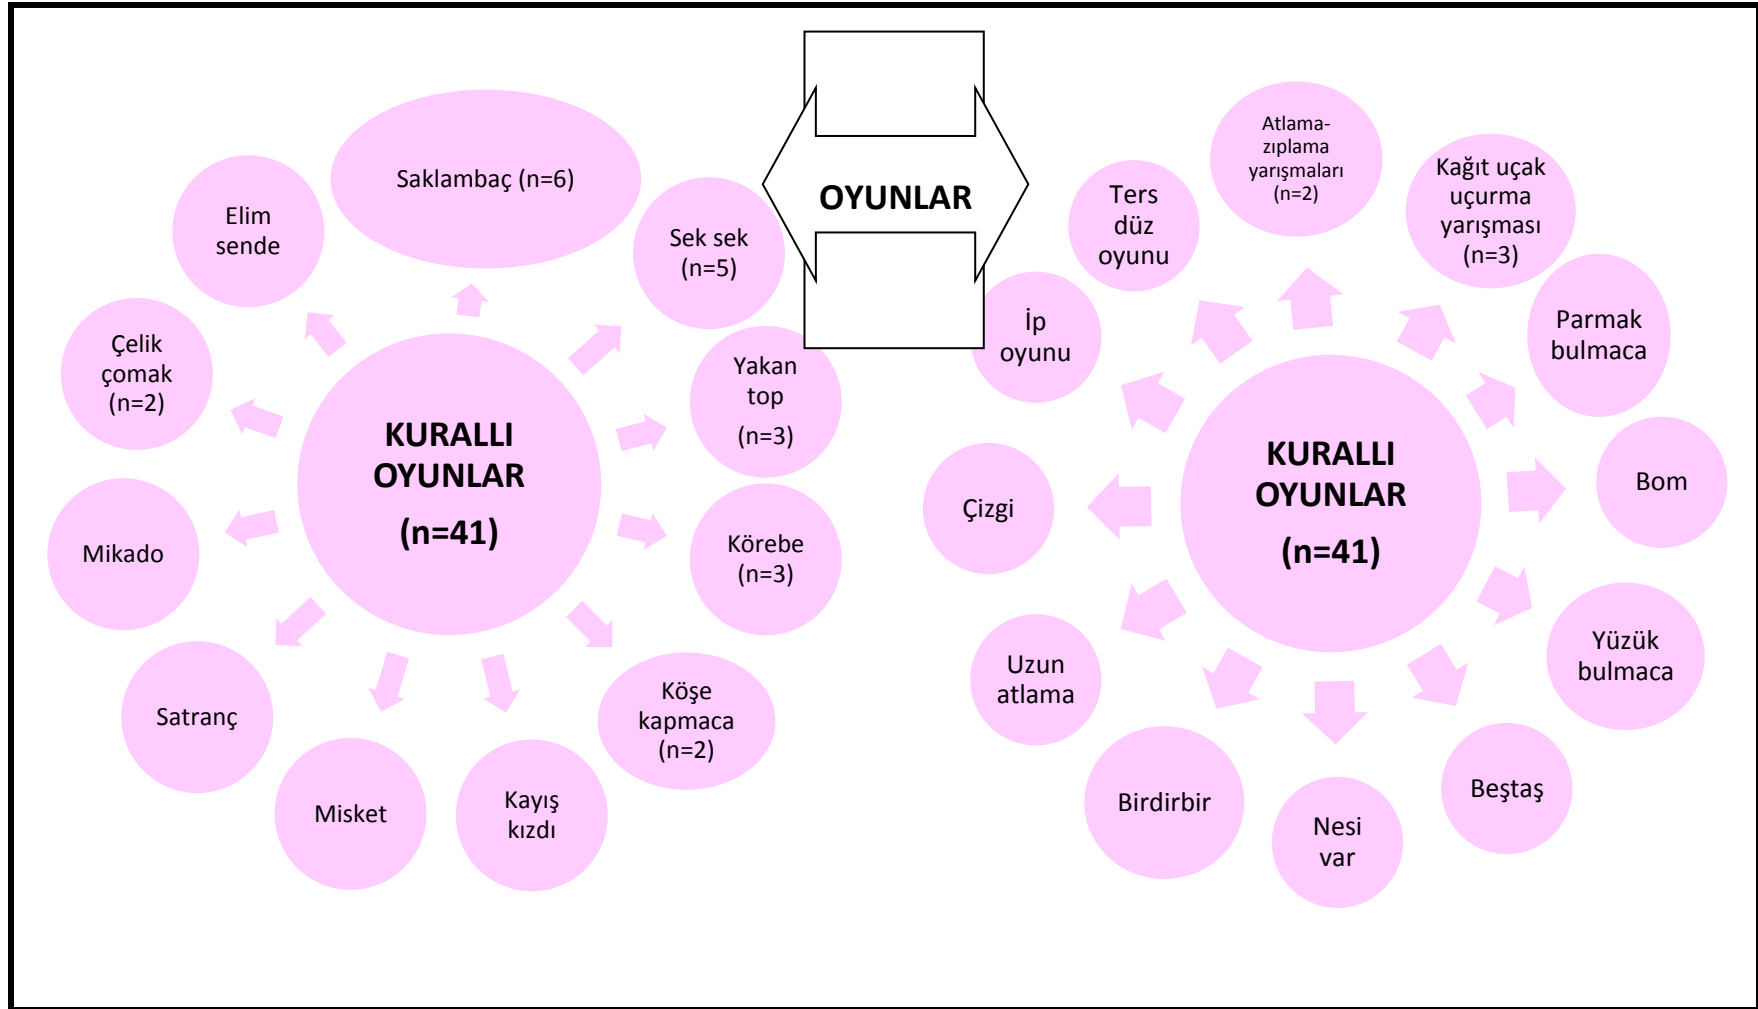 OYUNLAR
KURALLI
OYUNLAR
(n=41)
Saklambaç (n=6)
Sek sek
(n=5)
Yakan
top
(n=3)
Körebe
(n=3)
Köşe
kapmaca
(n=2)
Kayış
kızdı
Misket
Satranç
Mikado
Çelik
çomak
(n=2)
Elim
sende
KURALLI
OYUNLAR
(n=41)
Atlama-
zıplama
yarışmaları
(n=2)
Kağıt uçak
uçurma
yarışması
(n=3)
Parmak
bulmaca
Bom
Yüzük
bulmaca
Beştaş
Nesi
var
Birdirbir
Uzun
atlama
Çizgi
İp
oyunu
Ters
düz
oyunu